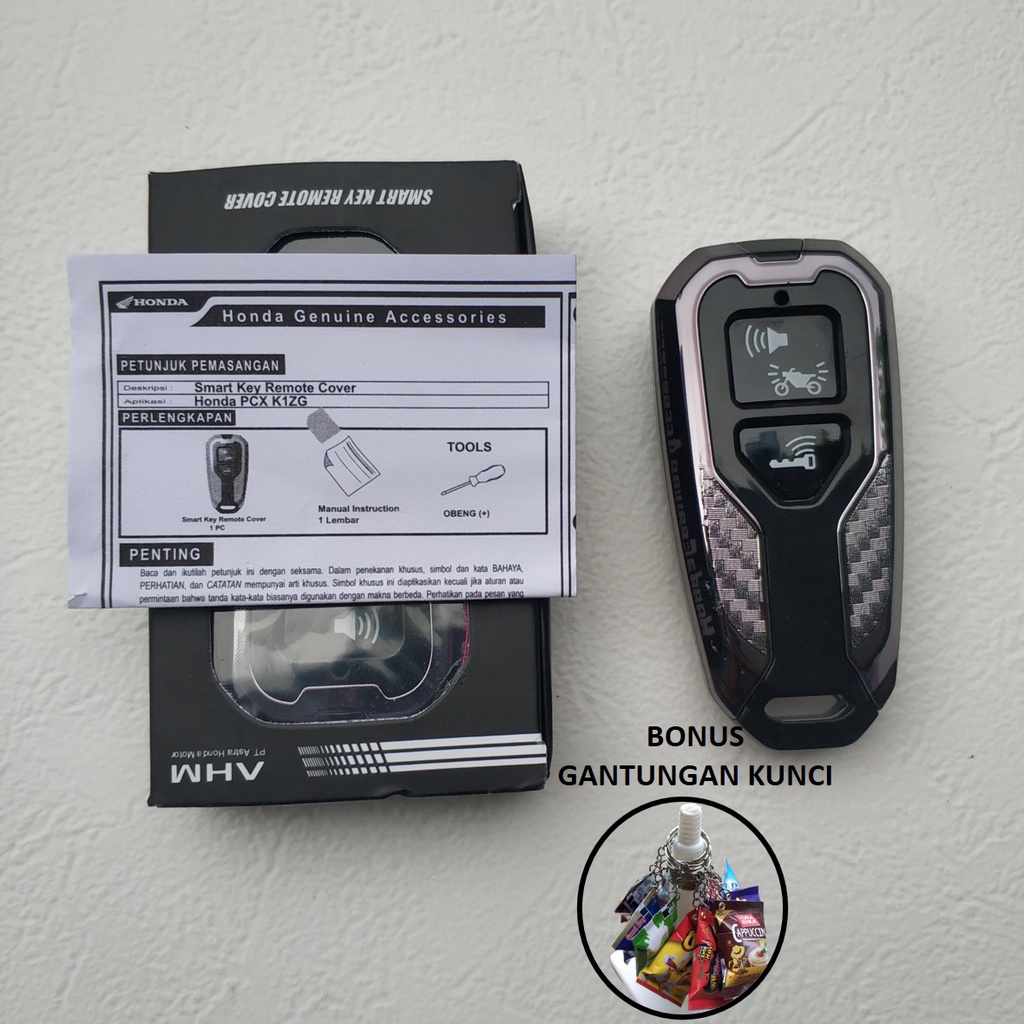 SMART KEY REMOTE COVER
HONDA
Honda Genuine Accessories
PETUNJUK PEMASANGAN
Deskripsi : Smart Key Remote Cover
Aplikasi : Honda PCX K1ZG
PERLENGKAPAN
TOOLS
Smart Key Remote Cover
1 PC
Manual Instruction
1 Lembar
OBENG (+)
PENTING
Baca dan ikutilah petunjuk ini dengan seksama. Dalam penekanan khusus, simbol dan kata BAHAYA,
PERHATIAN, dan CATATAN mempunyai arti khusus. Simbol khusus ini diaplikasikan kecuali jika aturan atau
permintaan bahwa tanda kata-kata biasanya digunakan dengan makna berbeda. Perhatikan pada pesan yang
AHM
PT Astra Honda Motor
Honda Genuine Accessories
BONUS
GANTUNGAN KUNCI
CAPPUCCIN